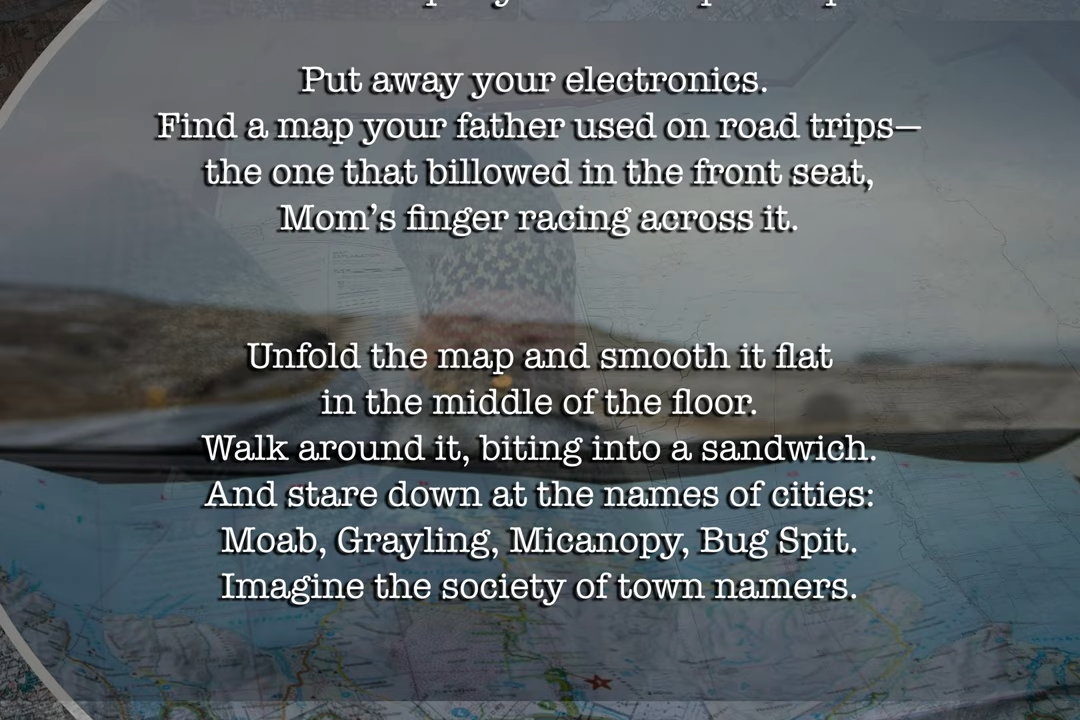 Put away your electronics.
Find a map your father used on road trips—
the one that billowed in the front seat,
Mom’s finger racing across it.
Unfold the map and smooth it flat
in the middle of the floor.
Walk around it, biting into a sandwich.
And stare down at the names of cities:
Moab, Grayling, Micanopy, Bug Spit.
Imagine the society of town namers.